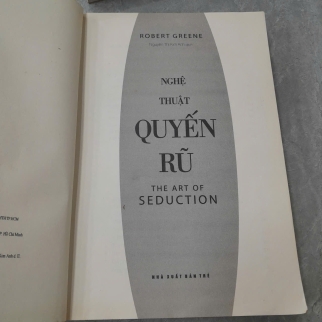 ROBERT GREENE
NGHỆ
THUẬT
QUYẾN
RŨ
THE ART OF
SEDUCTION
NHÀ XUẤT BẢN TRẺ